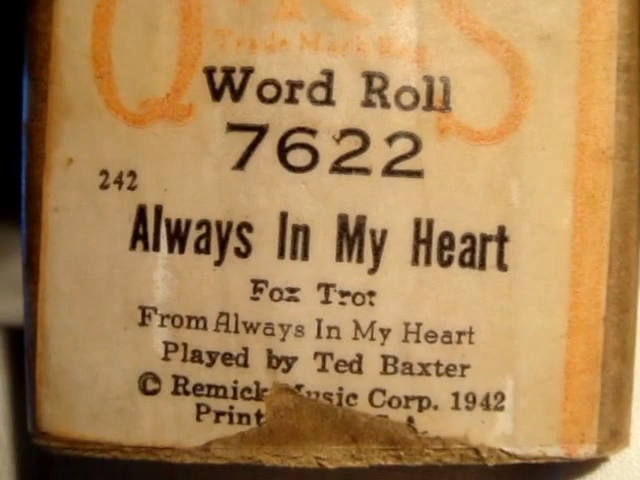 Trade Mark Reg.
Word Roll
7622
242
Always In My Heart
Fox Trot
From Always In My Heart
Played by Ted Baxter
© Remick Music Corp. 1942
Print